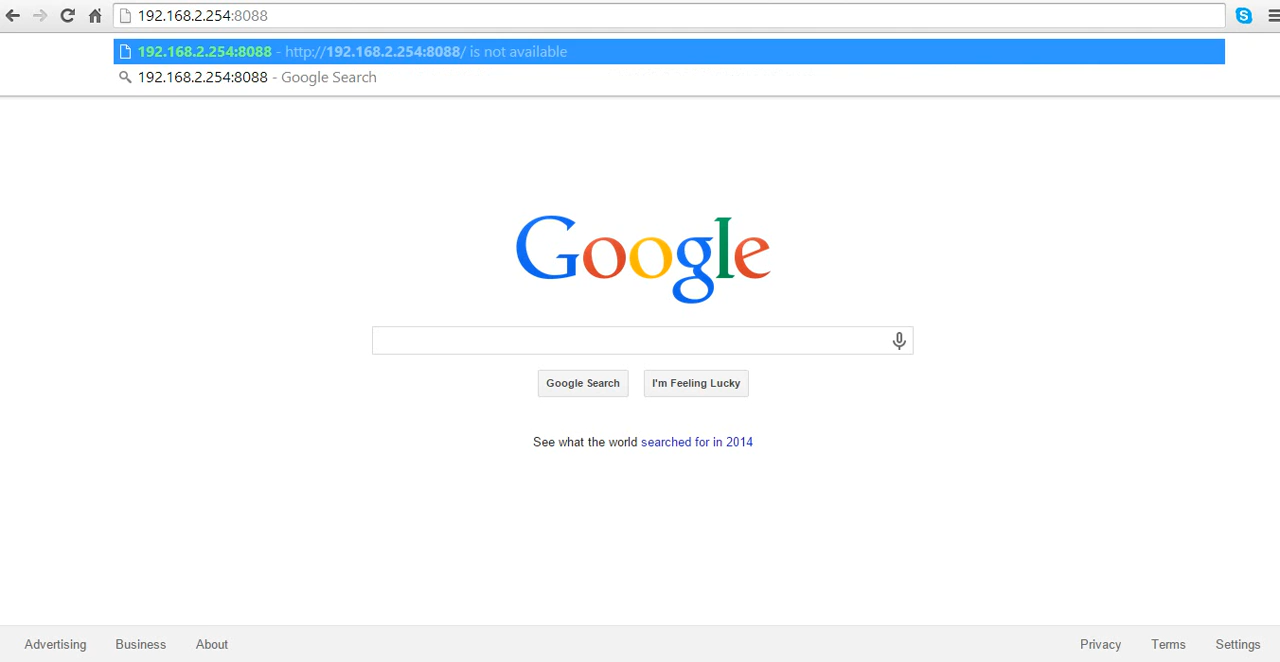 192.168.2.254:8088
192.168.2.254:8088 - http://192.168.2.254:8088/ is not available
192.168.2.254:8088 - Google Search
Google
Google Search I'm Feeling Lucky
See what the world searched for in 2014
Advertising Business About Privacy Terms Settings